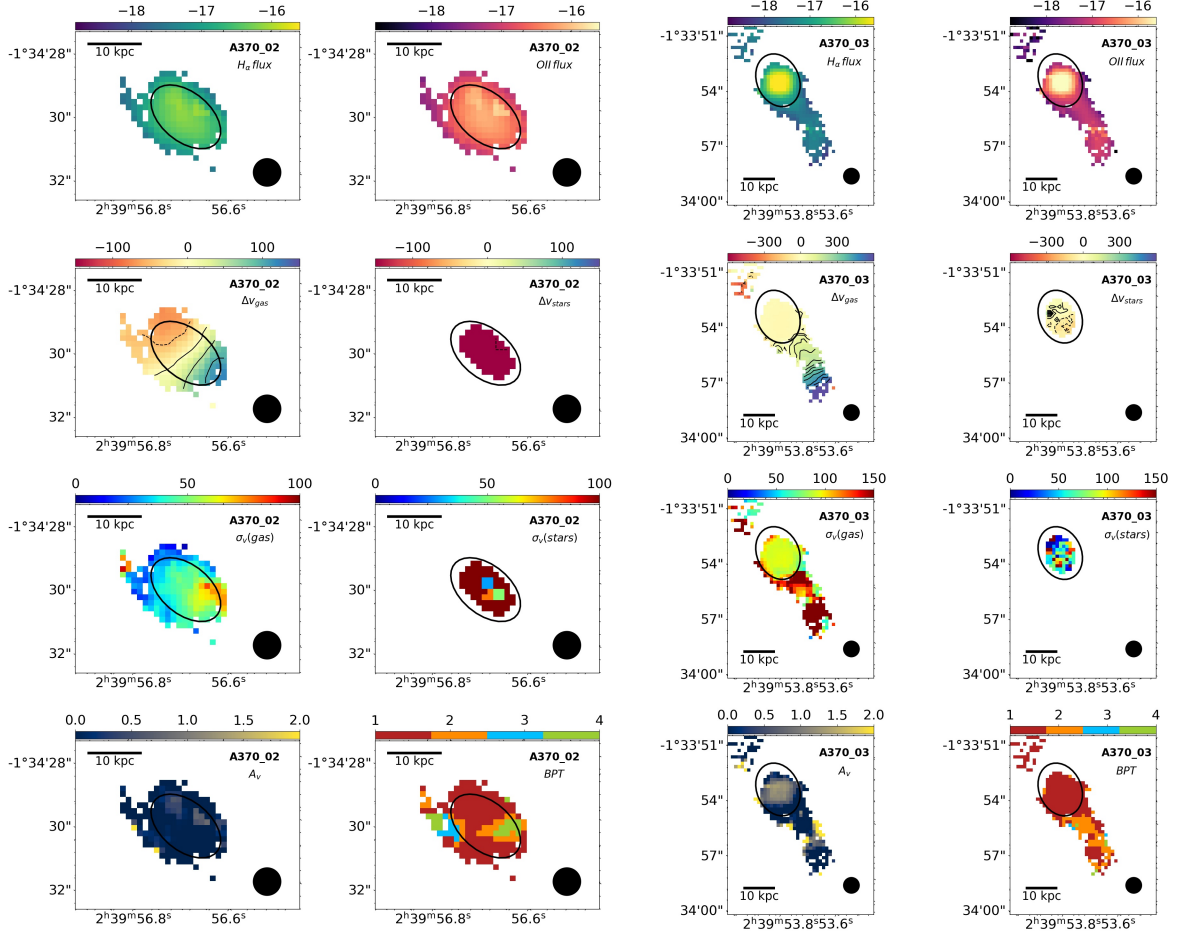 −18 −17 −16
A370_02
Hα flux
10 kpc
-1°34'28"
30"
32"
2ʰ39ᵐ56.8ˢ 56.6ˢ
−18 −17 −16
A370_02
OII flux
10 kpc
-1°34'28"
30"
32"
2ʰ39ᵐ56.8ˢ 56.6ˢ
−18 −17 −16
A370_03
Hα flux
-1°33'51"
54"
57"
34'00"
10 kpc
2ʰ39ᵐ53.8ˢ53.6ˢ
−18 −17 −16
A370_03
OII flux
-1°33'51"
54"
57"
34'00"
10 kpc
2ʰ39ᵐ53.8ˢ53.6ˢ
−100 0 100
A370_02
Δvgas
10 kpc
-1°34'28"
30"
32"
2ʰ39ᵐ56.8ˢ 56.6ˢ
−100 0 100
A370_02
Δvstars
10 kpc
-1°34'28"
30"
32"
2ʰ39ᵐ56.8ˢ 56.6ˢ
−300 0 300
A370_03
Δvgas
-1°33'51"
54"
57"
34'00"
10 kpc
2ʰ39ᵐ53.8ˢ53.6ˢ
−300 0 300
A370_03
Δvstars
-1°33'51"
54"
57"
34'00"
10 kpc
2ʰ39ᵐ53.8ˢ53.6ˢ
0 50 100
A370_02
σv(gas)
10 kpc
-1°34'28"
30"
32"
2ʰ39ᵐ56.8ˢ 56.6ˢ
0 50 100
A370_02
σv(stars)
10 kpc
-1°34'28"
30"
32"
2ʰ39ᵐ56.8ˢ 56.6ˢ
0 50 100 150
A370_03
σv(gas)
-1°33'51"
54"
57"
34'00"
10 kpc
2ʰ39ᵐ53.8ˢ53.6ˢ
0 50 100 150
A370_03
σv(stars)
-1°33'51"
54"
57"
34'00"
10 kpc
2ʰ39ᵐ53.8ˢ53.6ˢ
0.0 0.5 1.0 1.5 2.0
A370_02
Av
10 kpc
-1°34'28"
30"
32"
2ʰ39ᵐ56.8ˢ 56.6ˢ
1 2 3 4
A370_02
BPT
10 kpc
-1°34'28"
30"
32"
2ʰ39ᵐ56.8ˢ 56.6ˢ
0.0 0.5 1.0 1.5 2.0
A370_03
Av
-1°33'51"
54"
57"
34'00"
10 kpc
2ʰ39ᵐ53.8ˢ53.6ˢ
1 2 3 4
A370_03
BPT
-1°33'51"
54"
57"
34'00"
10 kpc
2ʰ39ᵐ53.8ˢ53.6ˢ